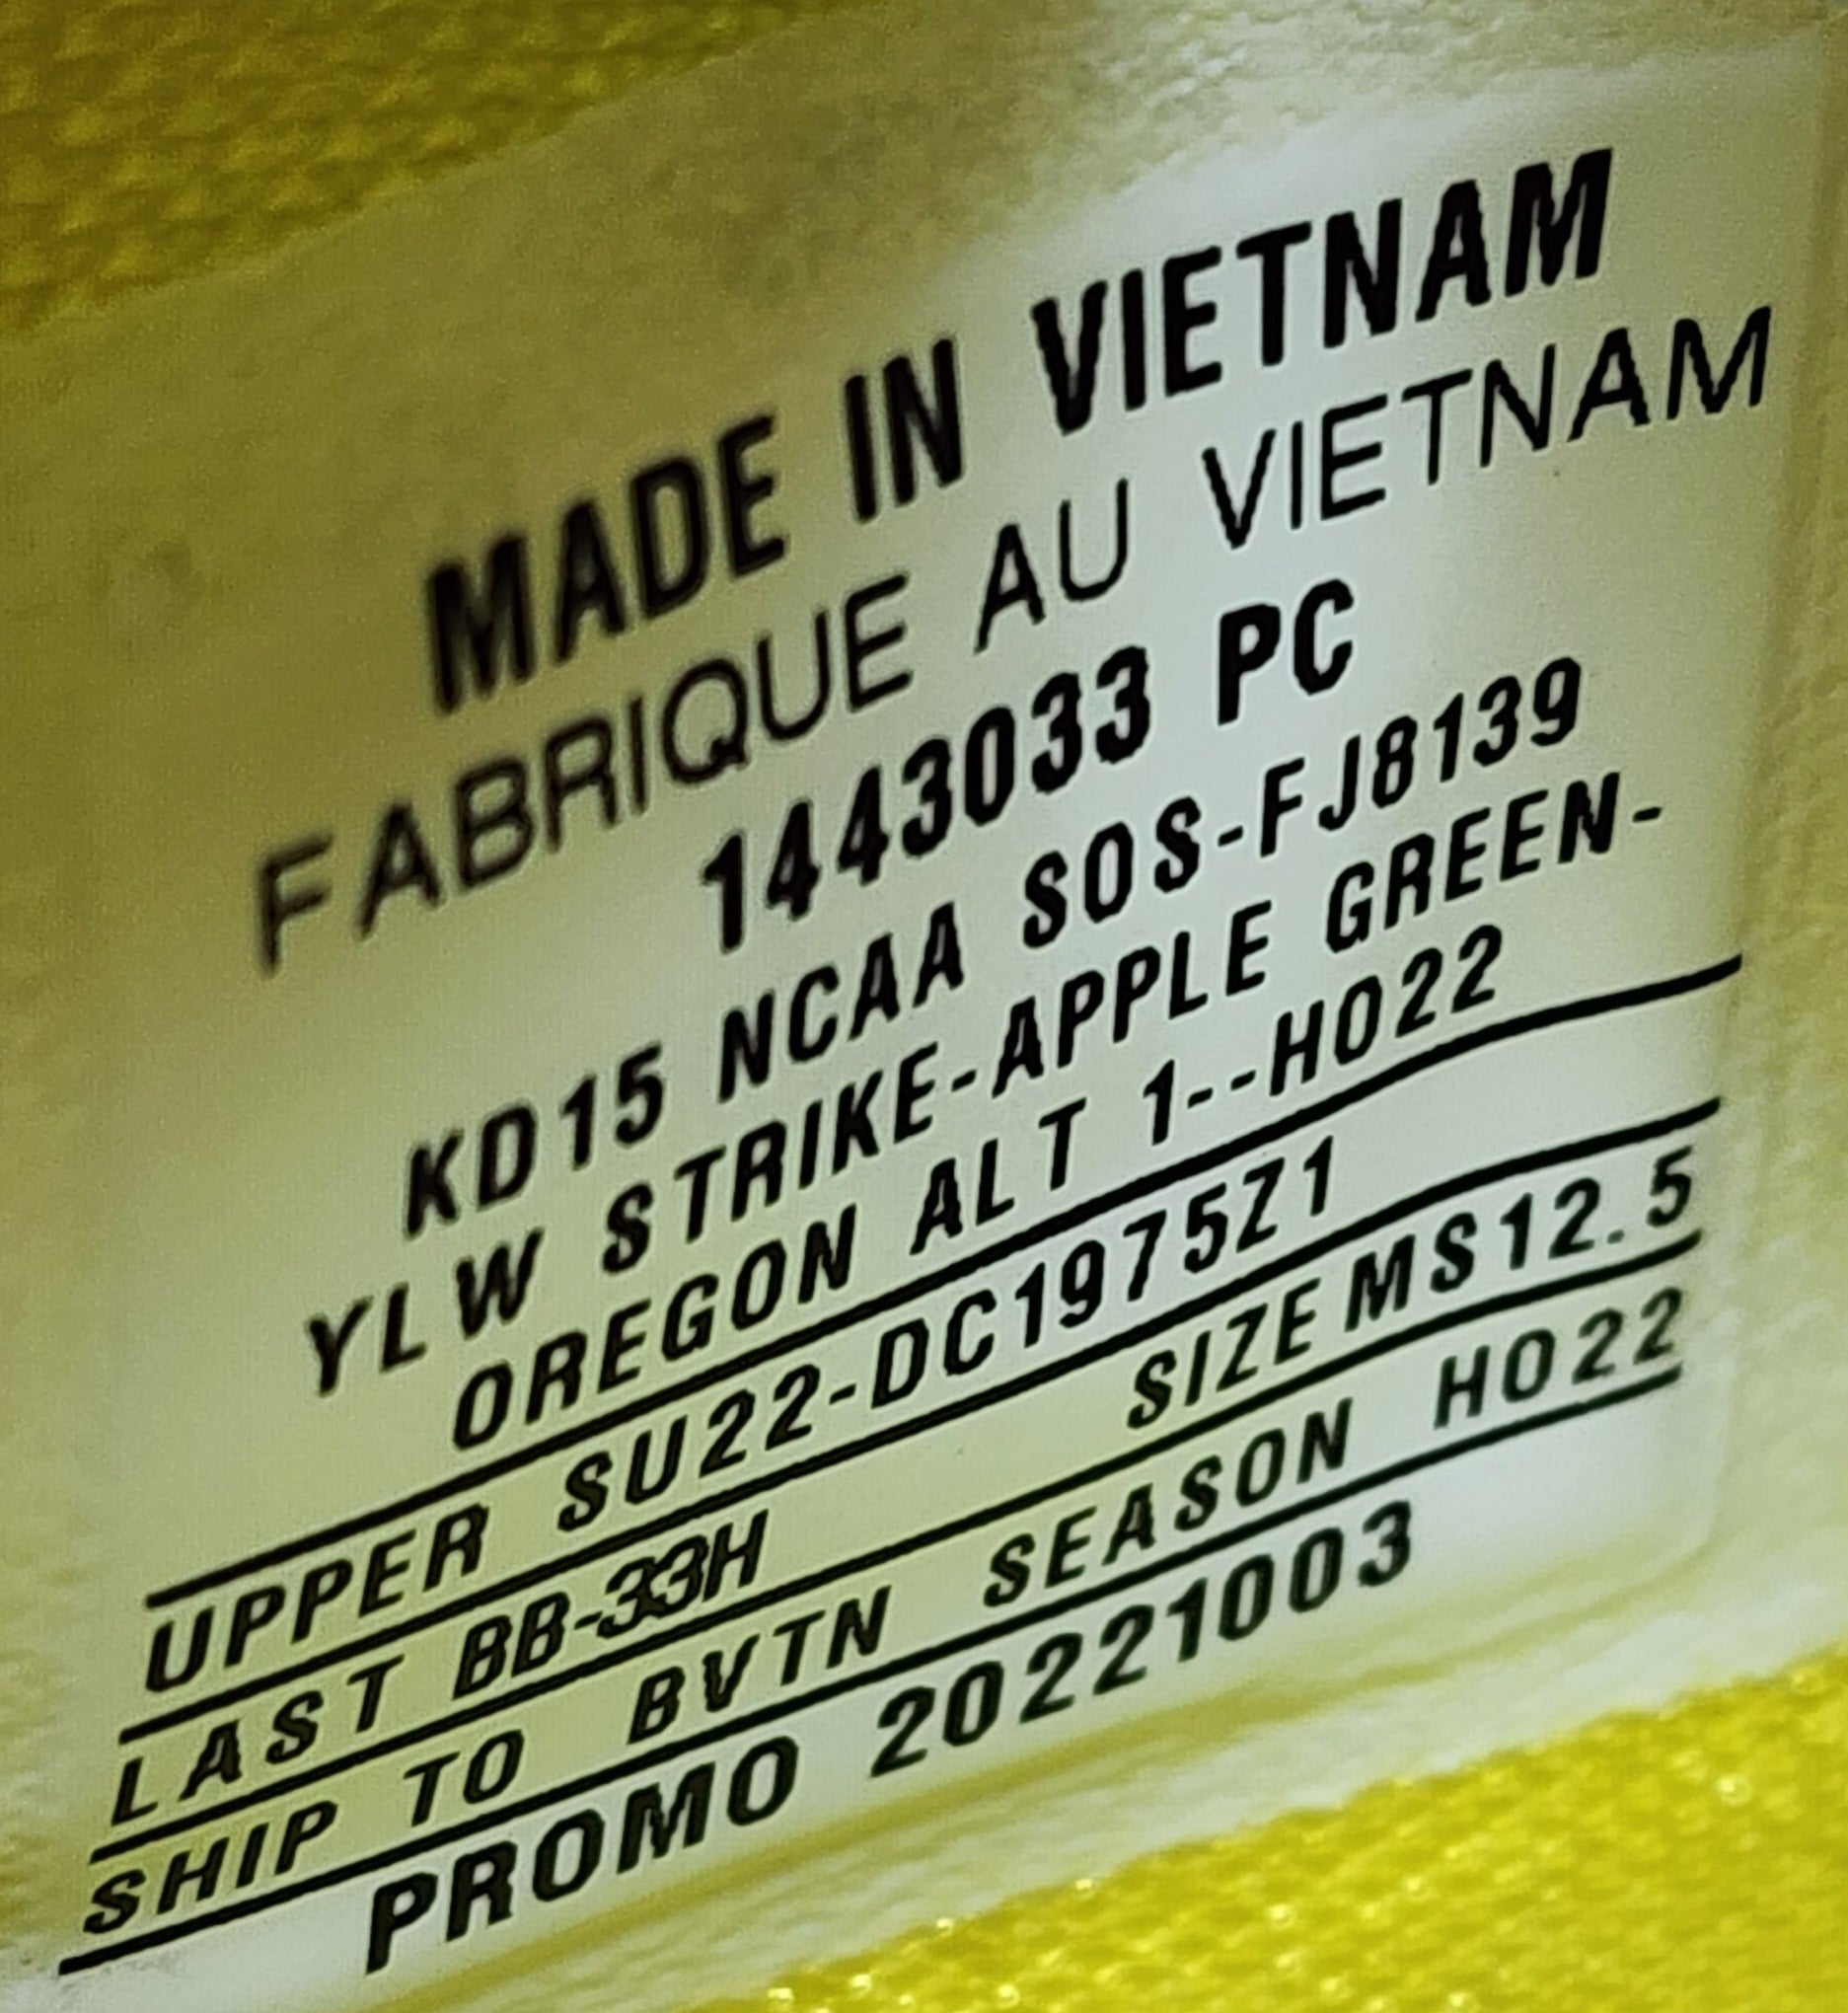 MADE IN VIETNAM
FABRIQUE AU VIETNAM
1443033 PC
KD15 NCAA SOS-FJ8139
YLW STRIKE-APPLE GREEN-
OREGON ALT 1--HO22
UPPER SU22-DC1975Z1
LAST BB-33H SIZE MS12.5
SHIP TO BVTN SEASON HO22
PROMO 20221003